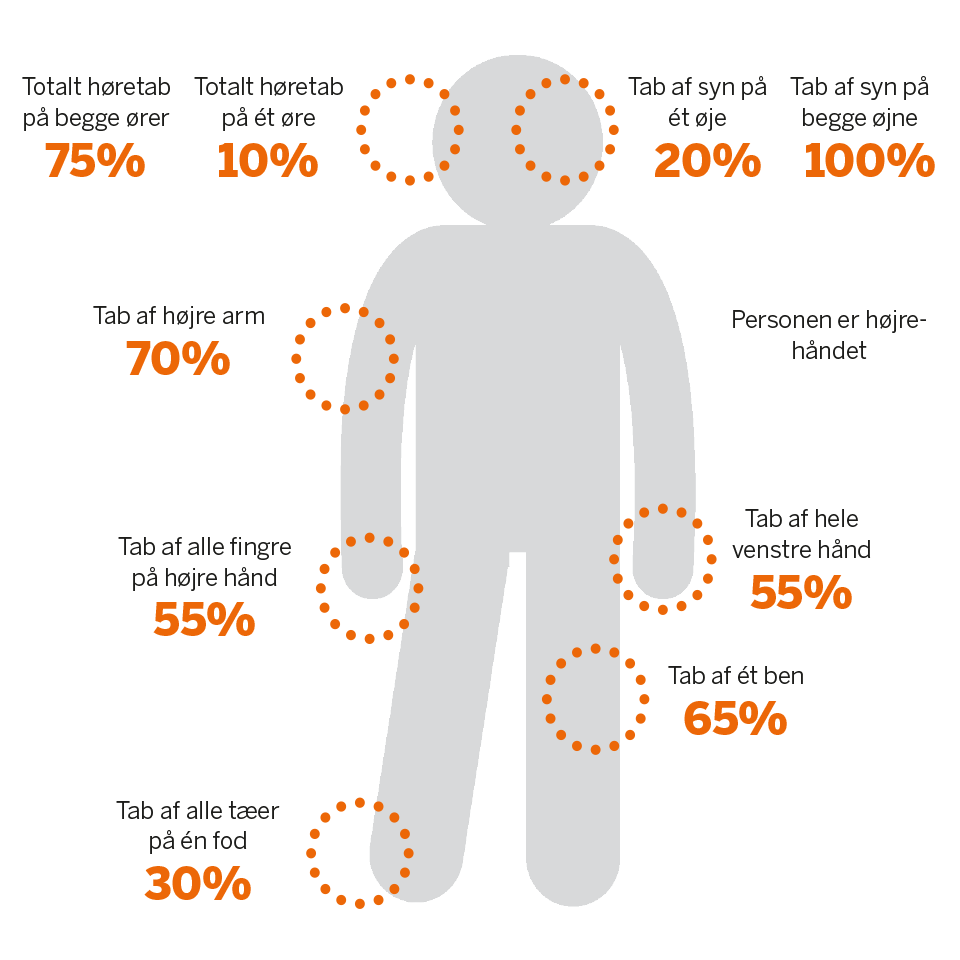 Totalt høretab
på begge ører
75%
Totalt høretab
på ét øre
10%
Tab af syn på
ét øje
20%
Tab af syn på
begge øjne
100%
Tab af højre arm
70%
Personen er højre-
håndet
Tab af alle fingre
på højre hånd
55%
Tab af hele
venstre hånd
55%
Tab af ét ben
65%
Tab af alle tæer
på én fod
30%